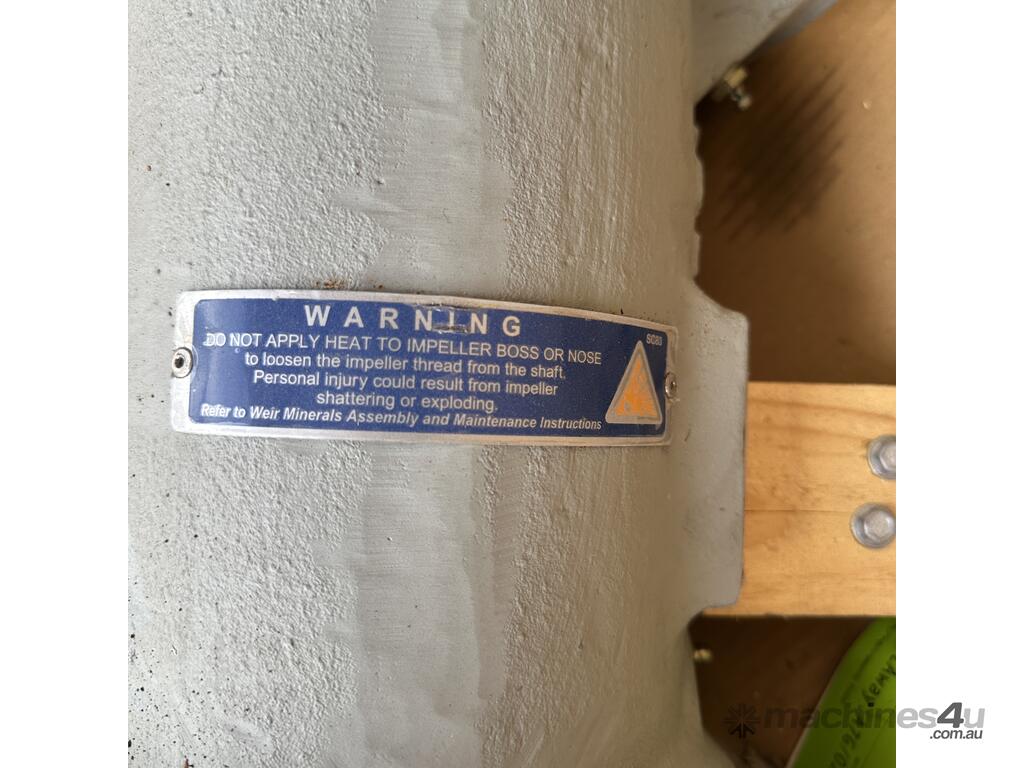 WARNING
SC83
DO NOT APPLY HEAT TO IMPELLER BOSS OR NOSE
to loosen the impeller thread from the shaft.
Personal injury could result from impeller
shattering or exploding.
Refer to Weir Minerals Assembly and Maintenance Instructions
machines4u
.com.au